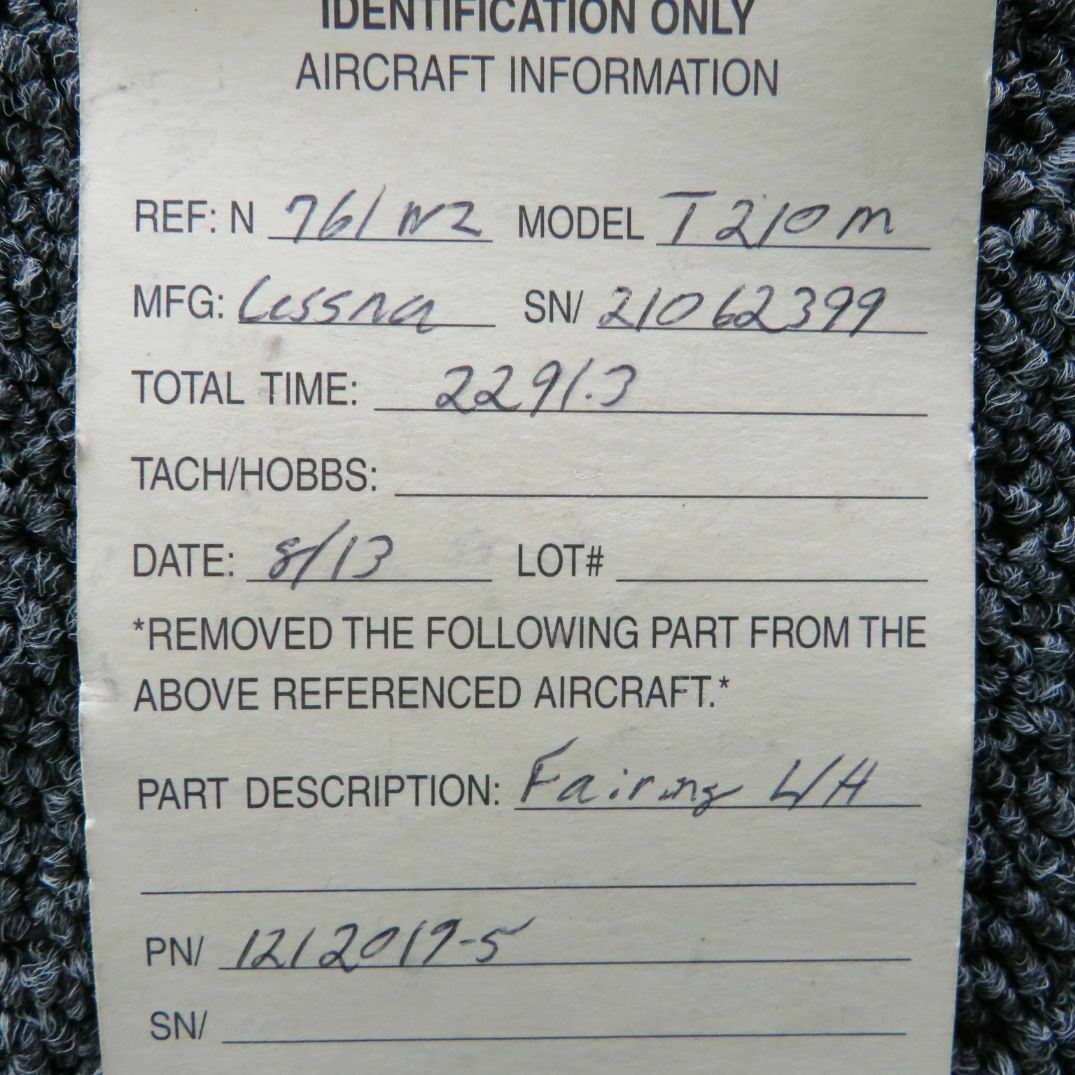 IDENTIFICATION ONLY
AIRCRAFT INFORMATION
REF: N 761WZ MODEL T210M
MFG: Cessna SN/ 21062399
TOTAL TIME: 2291.3
TACH/HOBBS:
DATE: 8/13 LOT#
*REMOVED THE FOLLOWING PART FROM THE
ABOVE REFERENCED AIRCRAFT.*
PART DESCRIPTION: Fairing L/H
PN/ 1212019-5
SN/